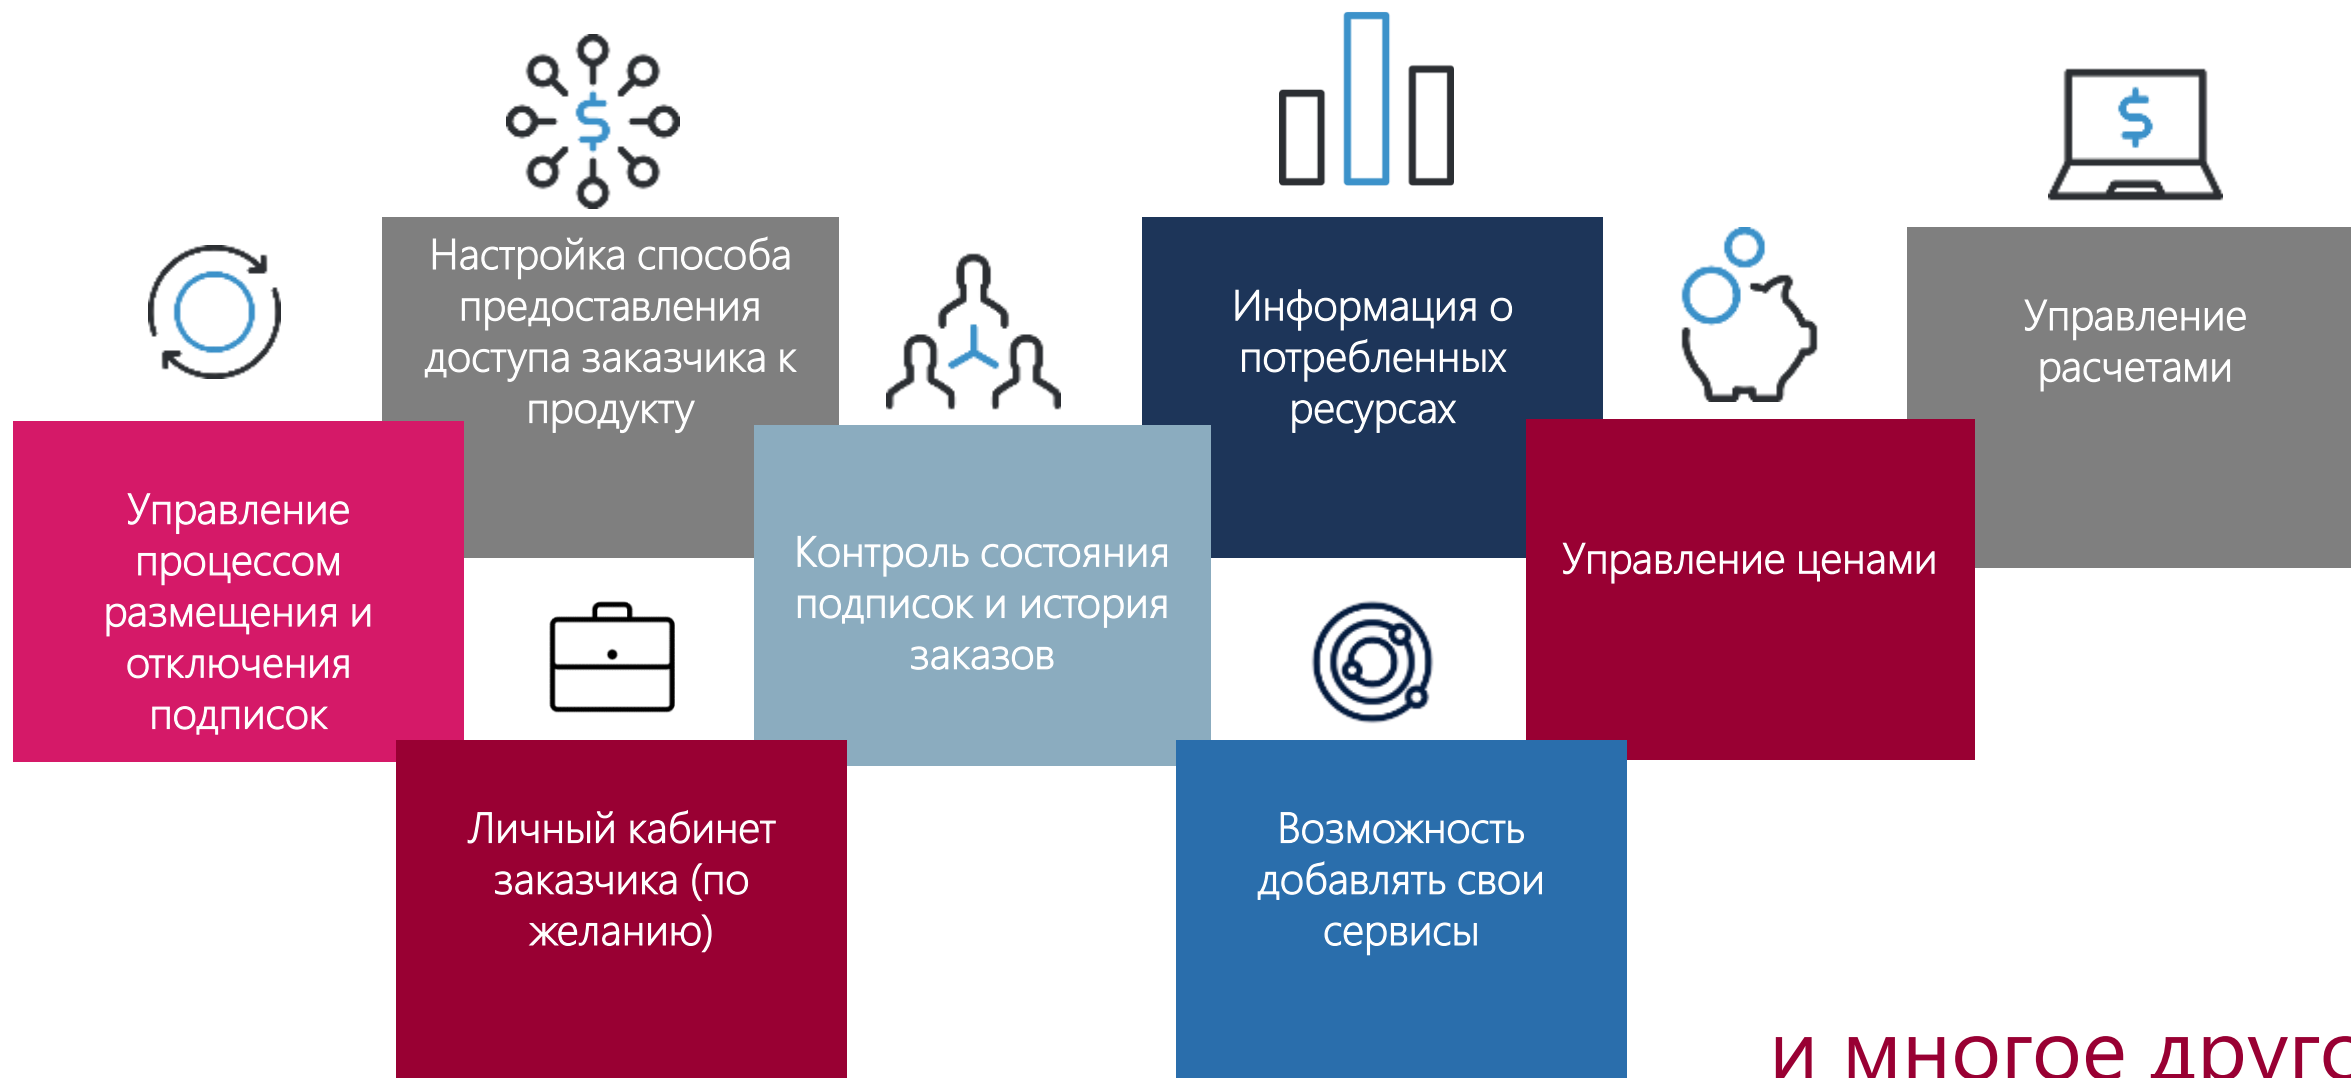 Настройка способа
предоставления
доступа заказчика к
продукту
Информация о
потребленных
ресурсах
Управление
расчетами
Управление
процессом
размещения и
отключения
подписок
Контроль состояния
подписок и история
заказов
Управление ценами
Личный кабинет
заказчика (по
желанию)
Возможность
добавлять свои
сервисы
и многое